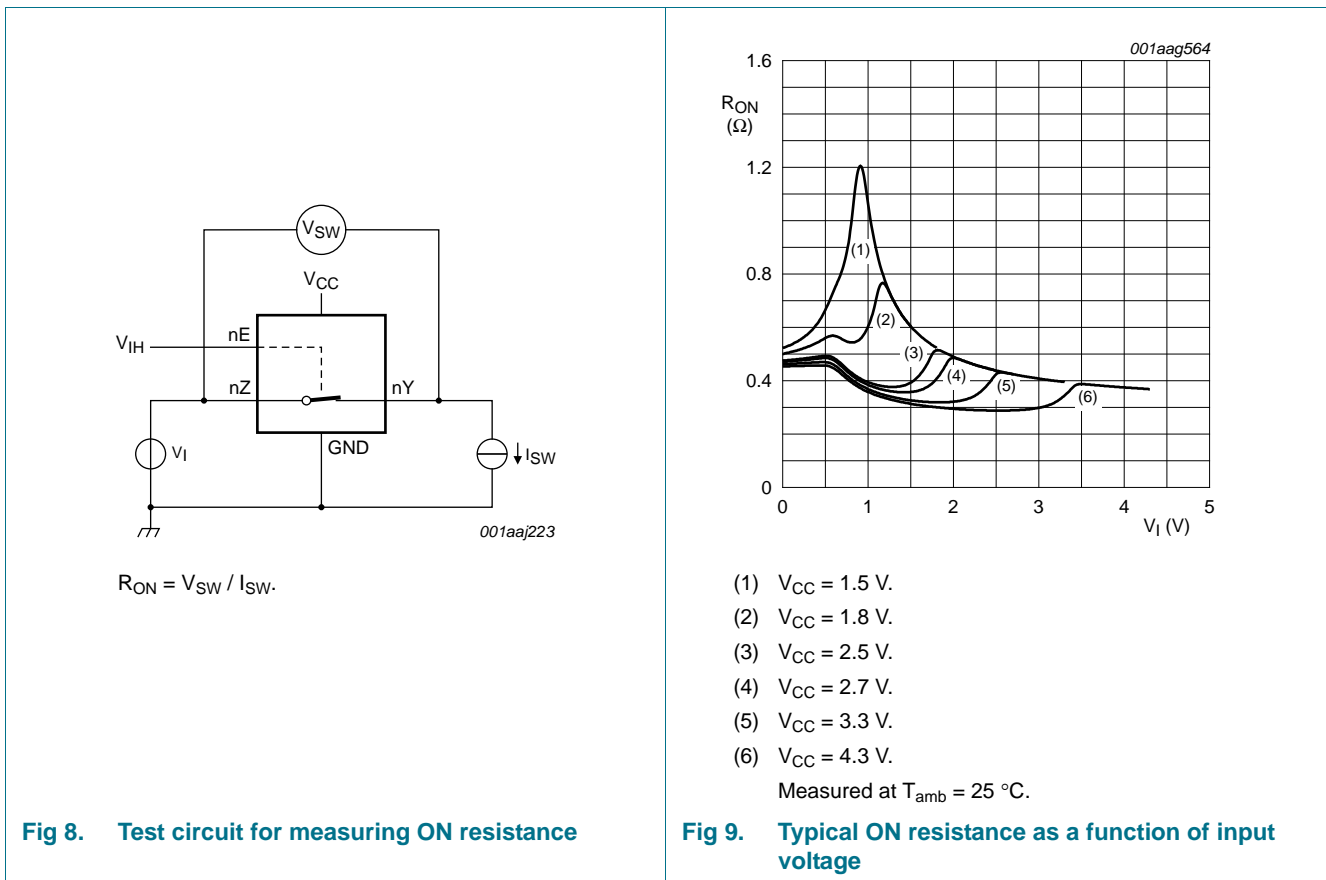 V_SW
V_CC
V_IH
nE
nZ
nY
GND
V_I
I_SW
001aaj223
R_ON = V_SW / I_SW.
Fig 8. Test circuit for measuring ON resistance
001aag564
R_ON
(Ω)
1.6
1.2
0.8
0.4
0
(1)
(2)
(3)
(4)
(5)
(6)
0 1 2 3 4 5
V_I (V)
(1) V_CC = 1.5 V.
(2) V_CC = 1.8 V.
(3) V_CC = 2.5 V.
(4) V_CC = 2.7 V.
(5) V_CC = 3.3 V.
(6) V_CC = 4.3 V.
Measured at T_amb = 25 °C.
Fig 9. Typical ON resistance as a function of input
voltage